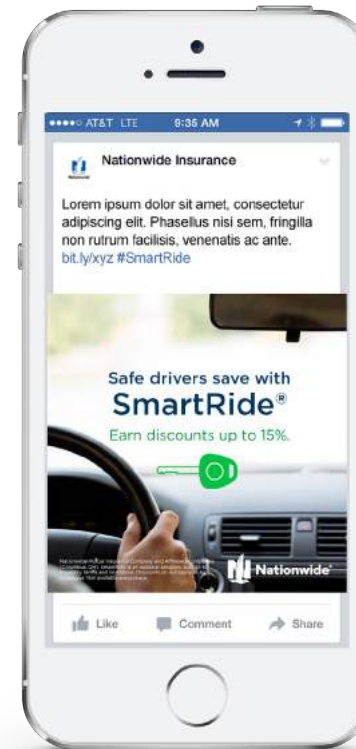 AT&T LTE 9:35 AM
Nationwide Insurance
Lorem ipsum dolor sit amet, consectetur
adipiscing elit. Phasellus nisi sem, fringilla
non rutrum facilisis, venenatis ac ante.
bit.ly/xyz #SmartRide
Safe drivers save with
SmartRide®
Earn discounts up to 15%.
Nationwide®
Like Comment Share